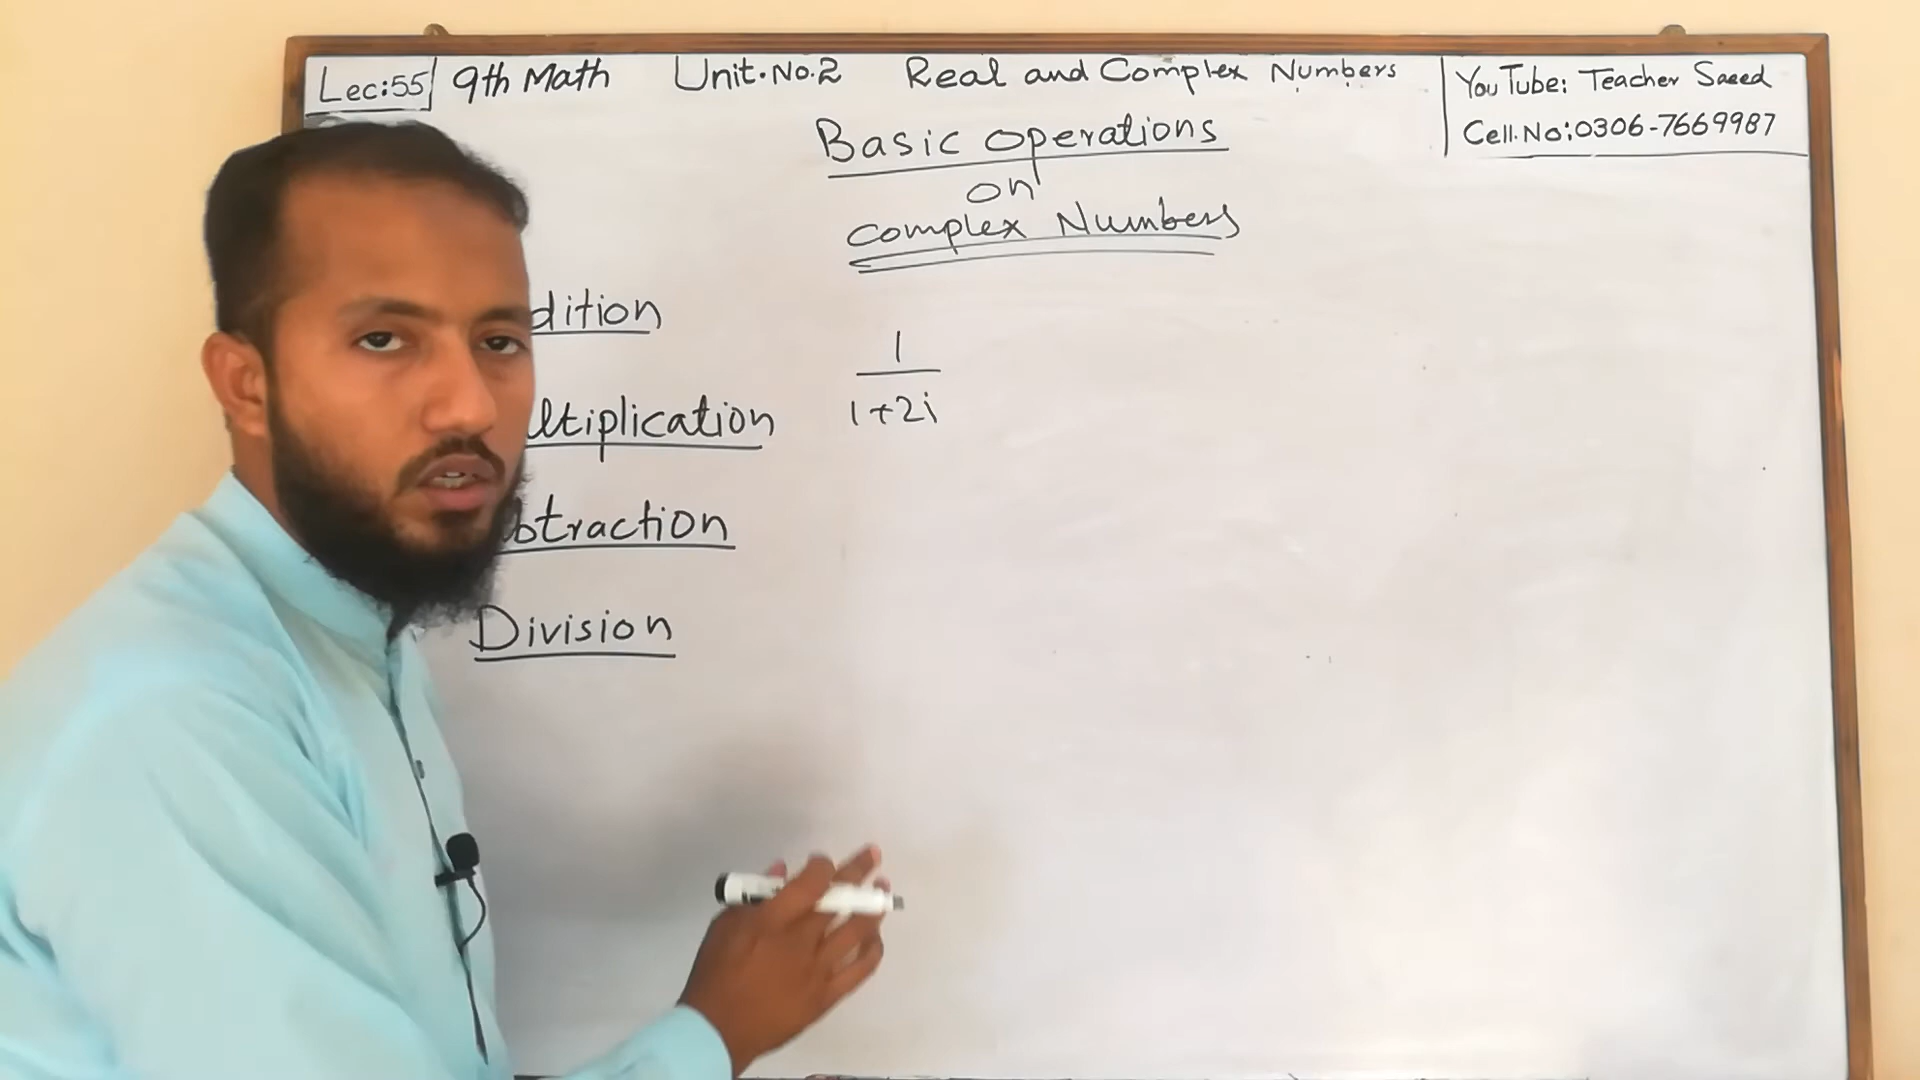 Lec:55 9th Math Unit.No.2 Real and Complex Numbers
YouTube: Teacher Saeed
Cell.No:0306-7669987
Basic Operations
on
Complex Numbers
dition
ltiplication
btraction
Division
1
1+2i